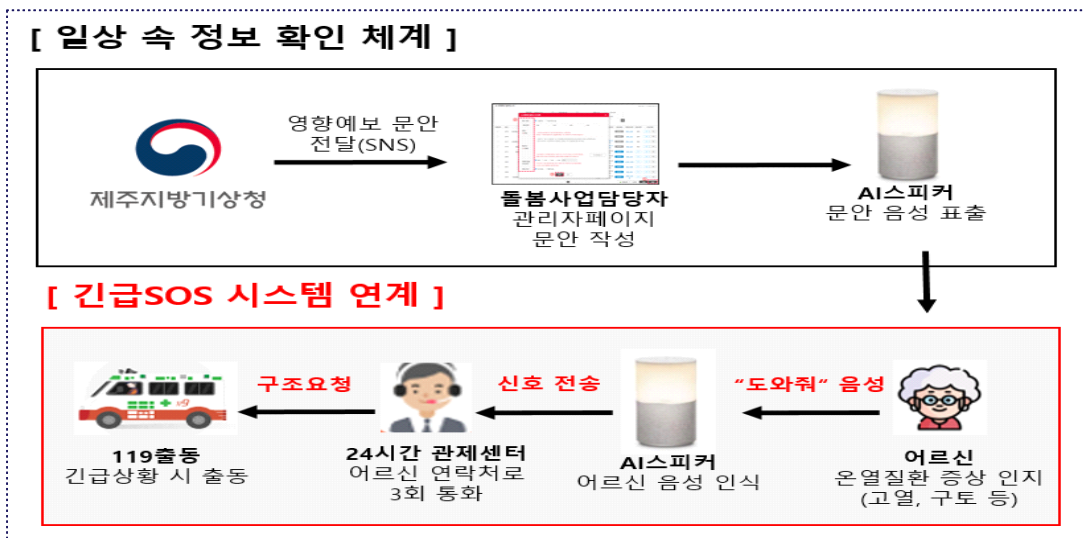 [ 일상 속 정보 확인 체계 ]
영향예보 문안
전달(SNS)
제주지방기상청
돌봄사업담당자
관리자페이지
문안 작성
AI스피커
문안 음성 표출
[ 긴급SOS 시스템 연계 ]
구조요청
신호 전송
“도와줘” 음성
119출동
긴급상황 시 출동
24시간 관제센터
어르신 연락처로
3회 통화
AI스피커
어르신 음성 인식
어르신
온열질환 증상 인지
(고열, 구토 등)